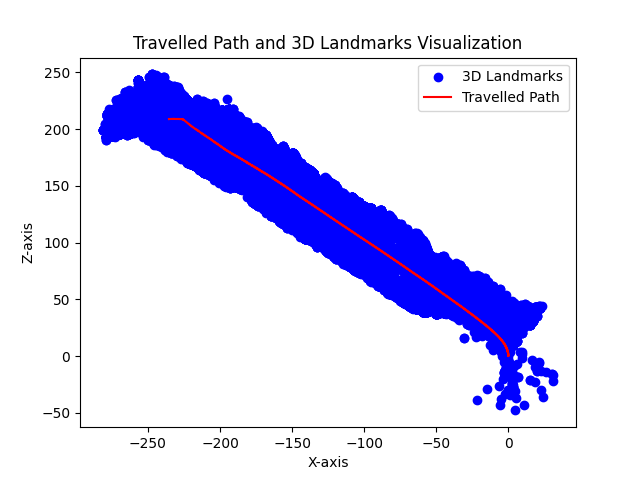 Travelled Path and 3D Landmarks Visualization
3D Landmarks
Travelled Path
250
200
150
100
50
0
−50
Z-axis
−250
−200
−150
−100
−50
0
X-axis